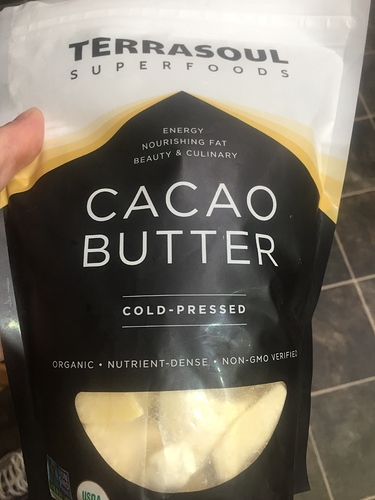 TERRASOUL
SUPERFOODS
ENERGY
NOURISHING FAT
BEAUTY & CULINARY
CACAO
BUTTER
COLD-PRESSED
ORGANIC • NUTRIENT-DENSE • NON-GMO VERIFIED
USDA